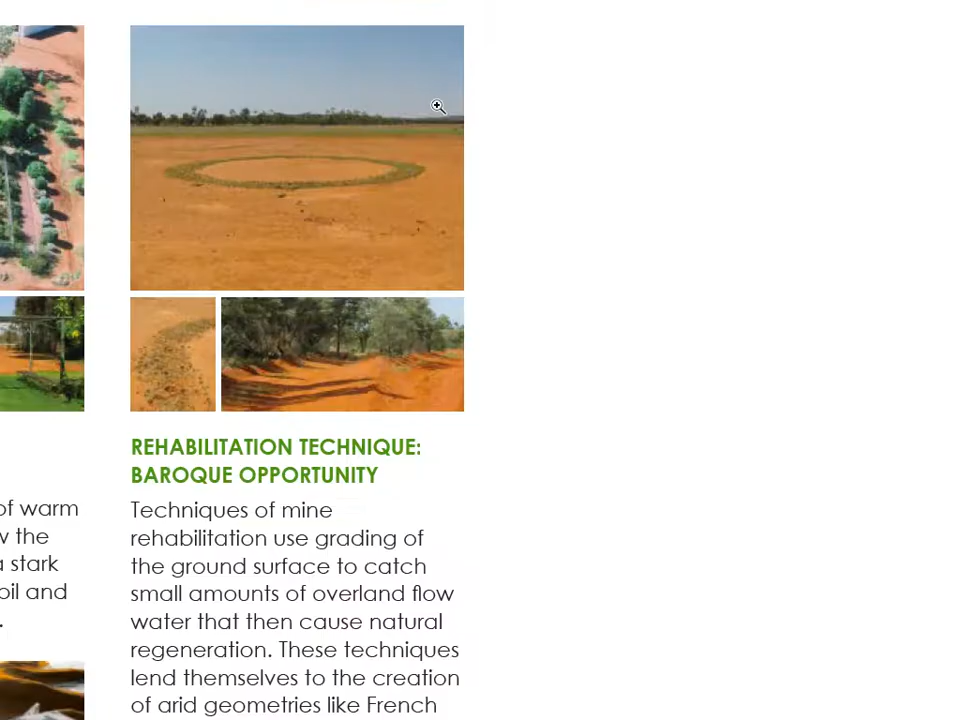 REHABILITATION TECHNIQUE:
BAROQUE OPPORTUNITY
of warm
the
stark
and
Techniques of mine
rehabilitation use grading of
the ground surface to catch
small amounts of overland flow
water that then cause natural
regeneration. These techniques
lend themselves to the creation
of arid geometries like French